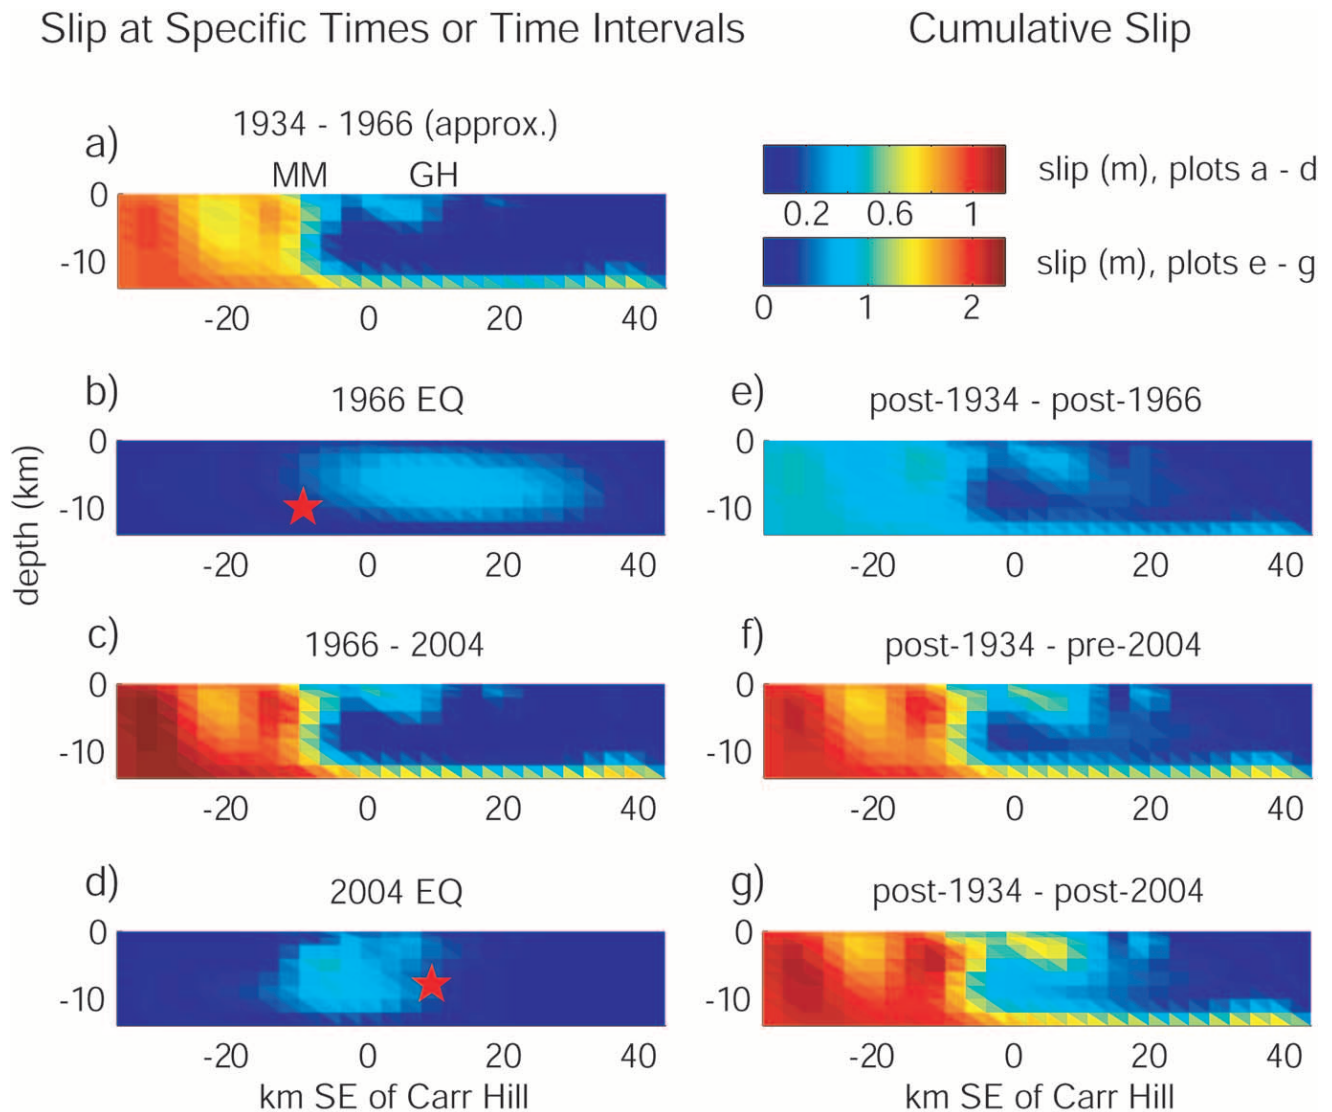 Slip at Specific Times or Time Intervals
Cumulative Slip
a)
1934 - 1966 (approx.)
MM GH
0
-10
-20 0 20 40
slip (m), plots a - d
0.2 0.6 1
slip (m), plots e - g
0 1 2
b)
1966 EQ
0
-10
-20 0 20 40
depth (km)
e)
post-1934 - post-1966
0
-10
-20 0 20 40
c)
1966 - 2004
0
-10
-20 0 20 40
f)
post-1934 - pre-2004
0
-10
-20 0 20 40
d)
2004 EQ
0
-10
-20 0 20 40
km SE of Carr Hill
g)
post-1934 - post-2004
0
-10
-20 0 20 40
km SE of Carr Hill